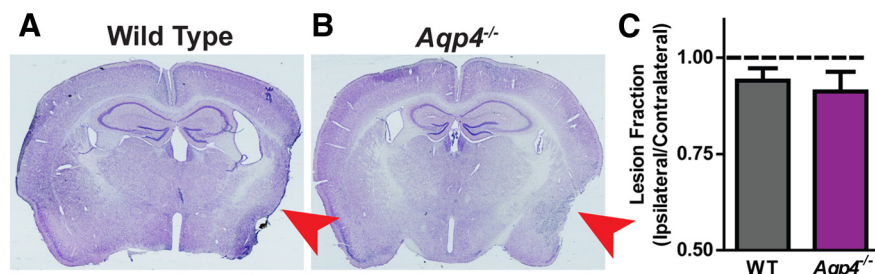 A
Wild Type
B
Aqp4-/-
C
Lesion Fraction
(Ipsilateral/Contralateral)
1.00
0.75
0.50
WT
Aqp4-/-